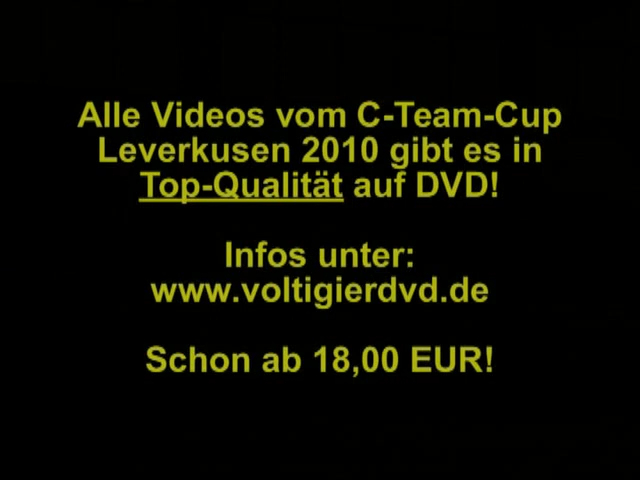 Alle Videos vom C-Team-Cup
Leverkusen 2010 gibt es in
Top-Qualität auf DVD!
Infos unter:
www.voltigierdvd.de
Schon ab 18,00 EUR!